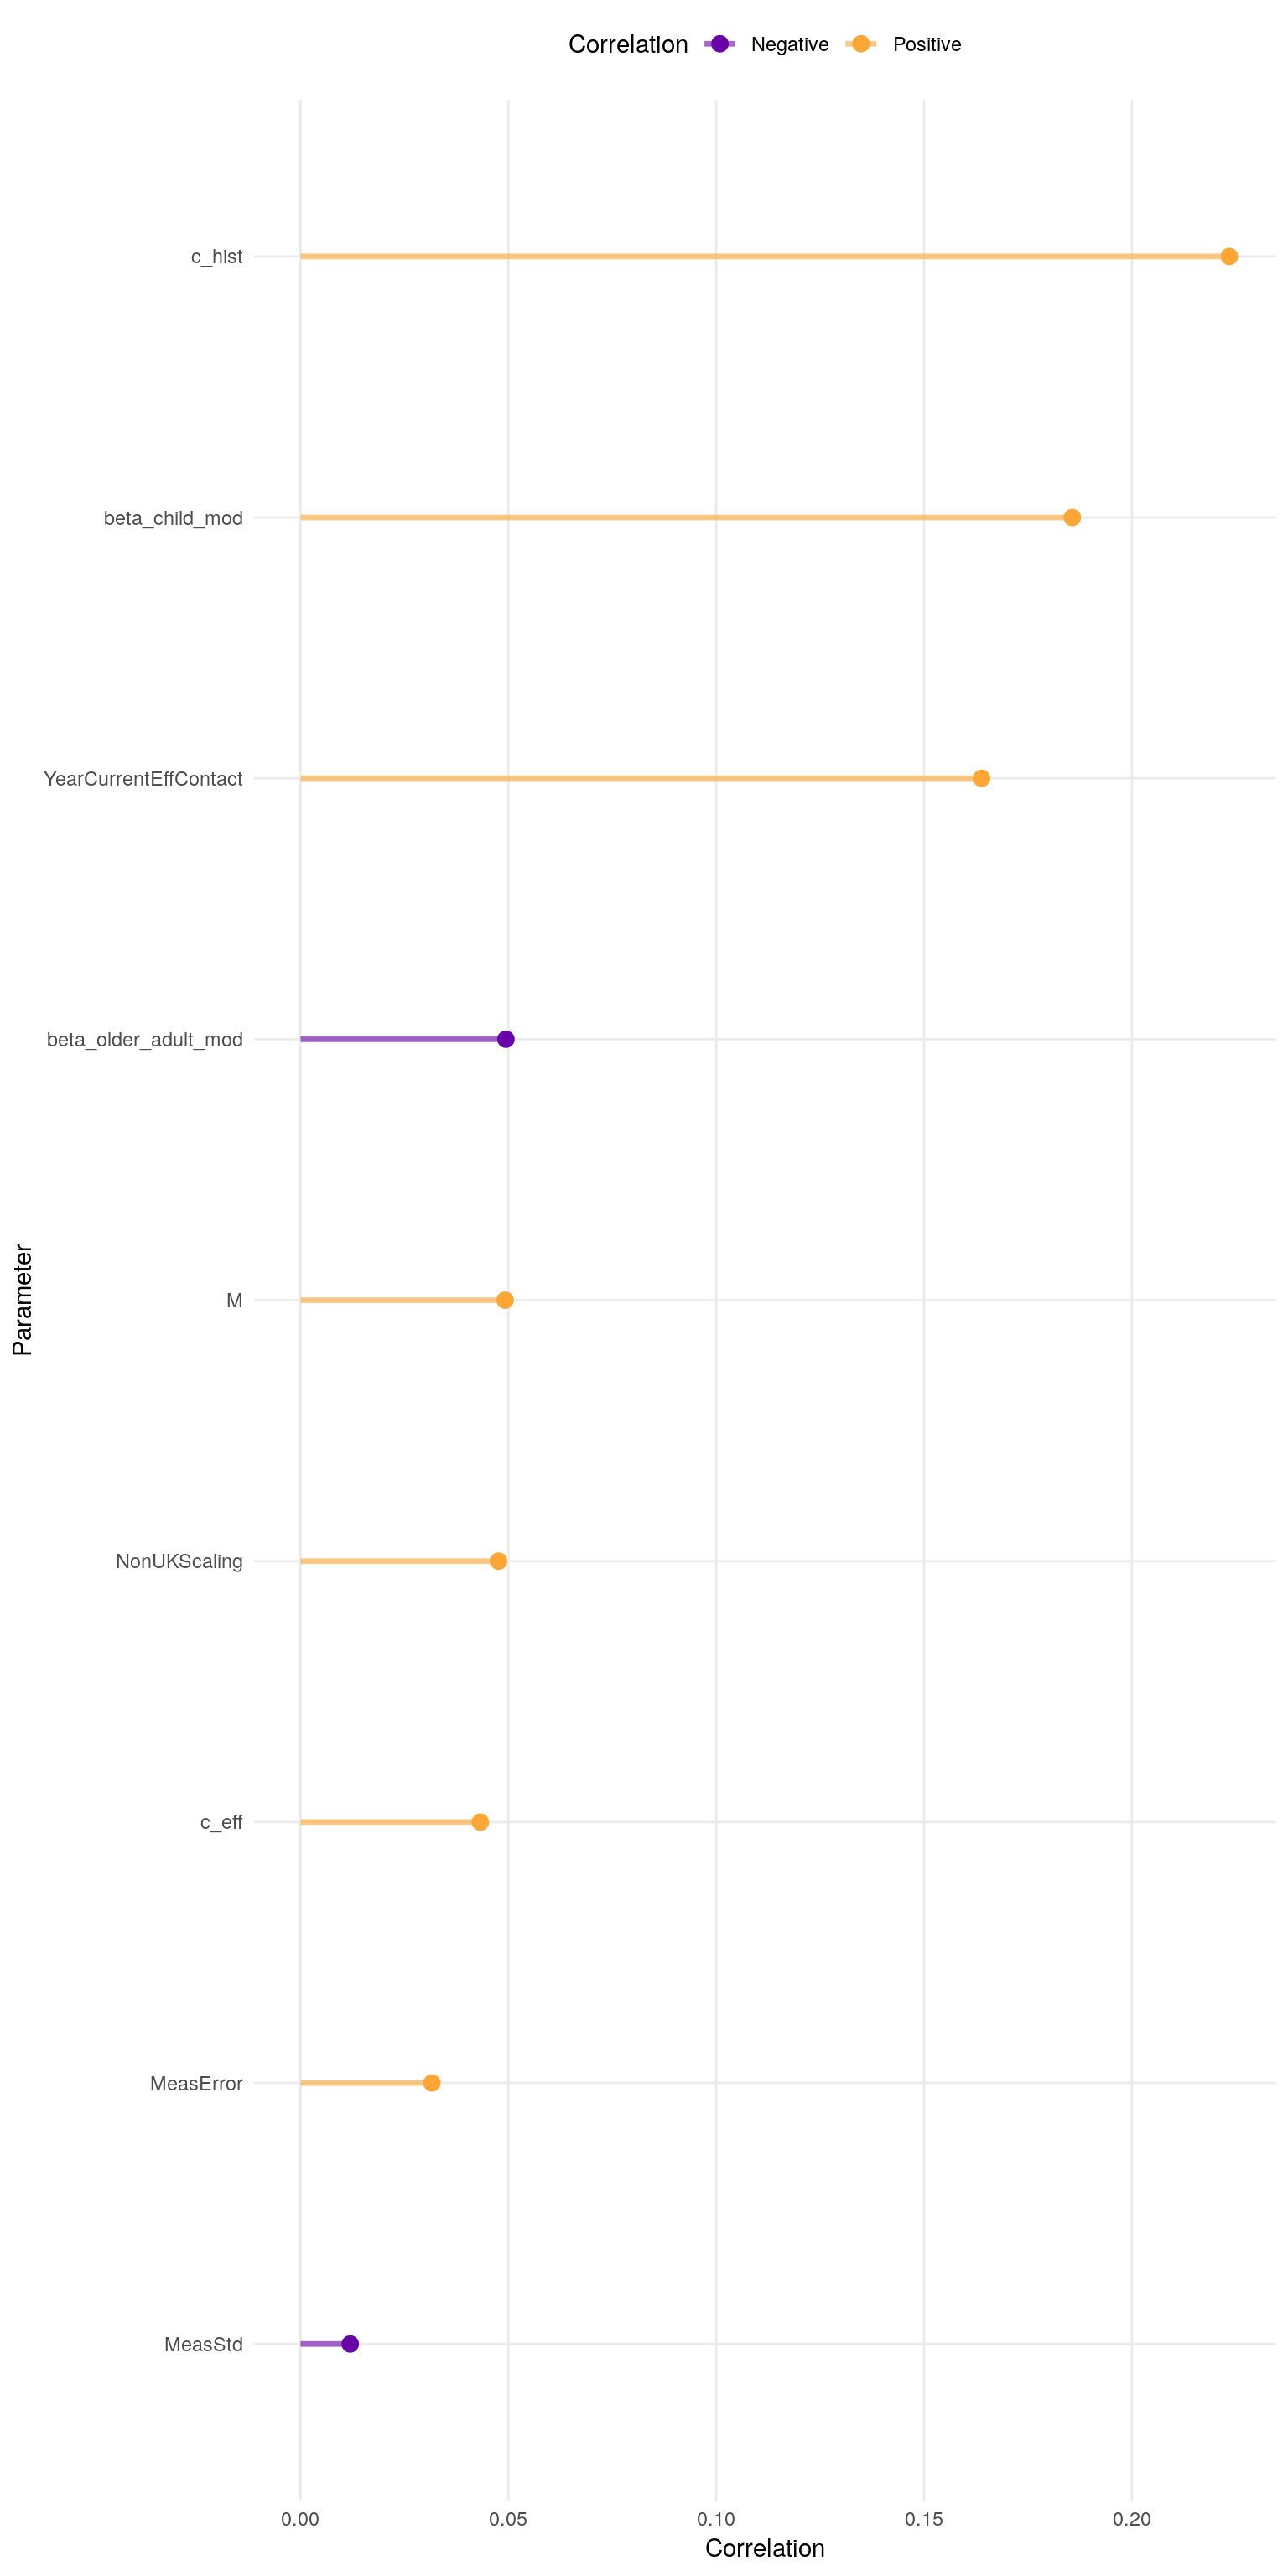 Correlation Negative Positive
c_hist
beta_child_mod
YearCurrentEffContact
beta_older_adult_mod
M
NonUKScaling
c_eff
MeasError
MeasStd
Parameter
0.00 0.05 0.10 0.15 0.20
Correlation